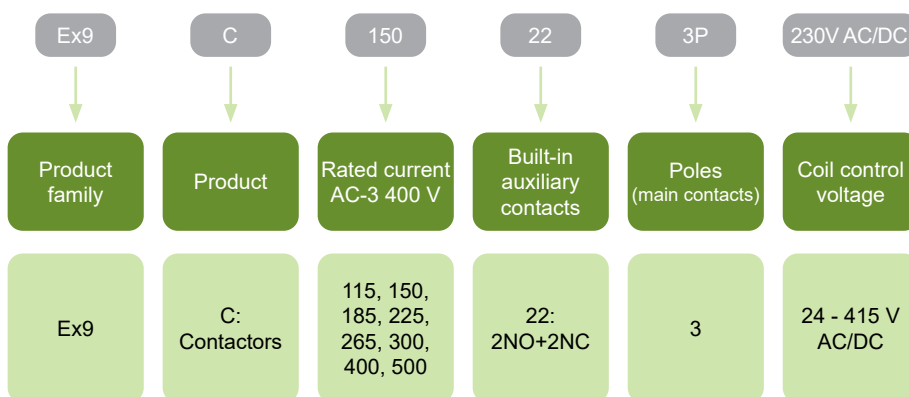 Ex9
C
150
22
3P
230V AC/DC
Product
family
Product
Rated current
AC-3 400 V
Built-in
auxiliary
contacts
Poles
(main contacts)
Coil control
voltage
Ex9
C:
Contactors
115, 150,
185, 225,
265, 300,
400, 500
22:
2NO+2NC
3
24 - 415 V
AC/DC